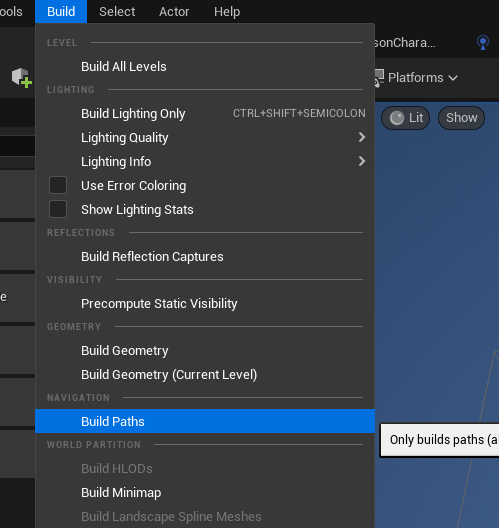 ools Build Select Actor Help
LEVEL
sonChara...
Build All Levels
Platforms
LIGHTING
Build Lighting Only CTRL+SHIFT+SEMICOLON
Lit Show
Lighting Quality
Lighting Info
Use Error Coloring
Show Lighting Stats
REFLECTIONS
Build Reflection Captures
VISIBILITY
Precompute Static Visibility
e
GEOMETRY
Build Geometry
Build Geometry (Current Level)
NAVIGATION
Build Paths
Only builds paths (a
WORLD PARTITION
Build HLODs
Build Minimap
Build Landscape Spline Meshes